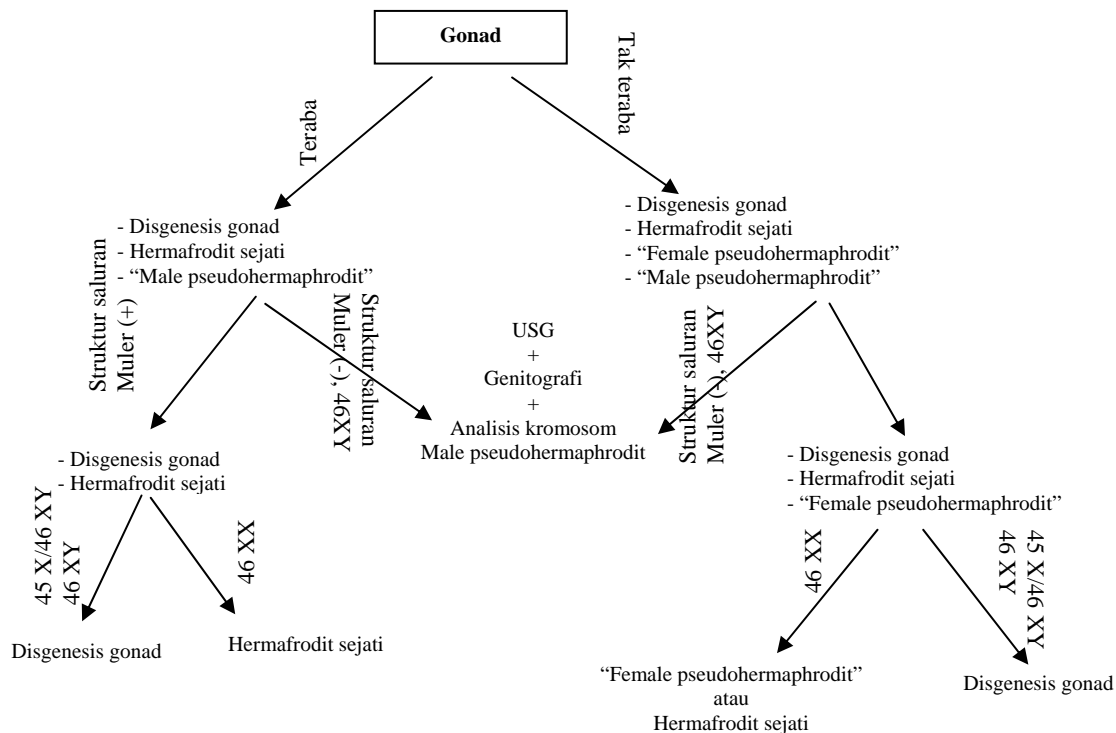 Gonad
Teraba
Tak teraba
- Disgenesis gonad
- Hermafrodit sejati
- “Male pseudohermaphrodit”
- Disgenesis gonad
- Hermafrodit sejati
- “Female pseudohermaphrodit”
- “Male pseudohermaphrodit”
Struktur saluran
Muler (+)
Struktur saluran
Muler (-), 46XY
USG
+
Genitografi
+
Analisis kromosom
Male pseudohermaphrodit
Struktur saluran
Muler (-), 46XY
- Disgenesis gonad
- Hermafrodit sejati
- Disgenesis gonad
- Hermafrodit sejati
- “Female pseudohermaphrodit”
45 X/46 XY
46 XY
46 XX
46 XX
45 X/46 XY
46 XY
Disgenesis gonad
Hermafrodit sejati
“Female pseudohermaphrodit”
atau
Hermafrodit sejati
Disgenesis gonad